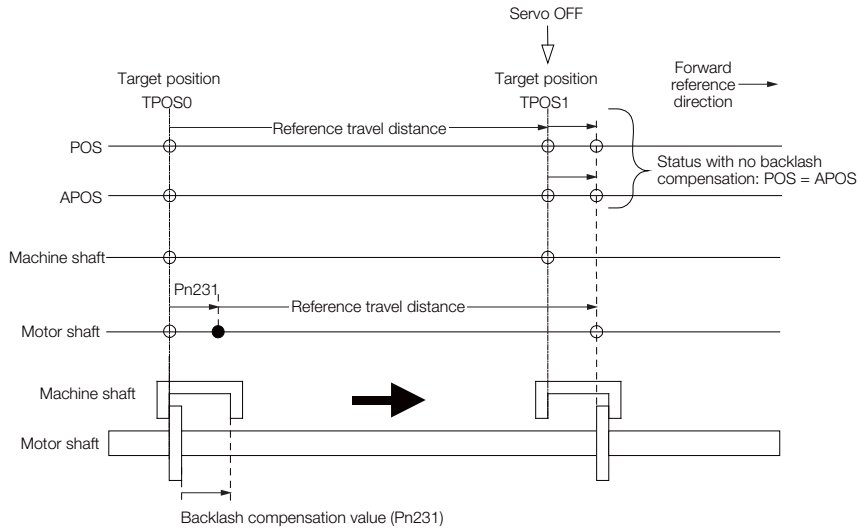 Servo OFF
Target position
TPOS0
Target position
TPOS1
Forward
reference
direction
Reference travel distance
POS
Status with no backlash
compensation: POS = APOS
APOS
Machine shaft
Pn231
Reference travel distance
Motor shaft
Machine shaft
Motor shaft
Backlash compensation value (Pn231)